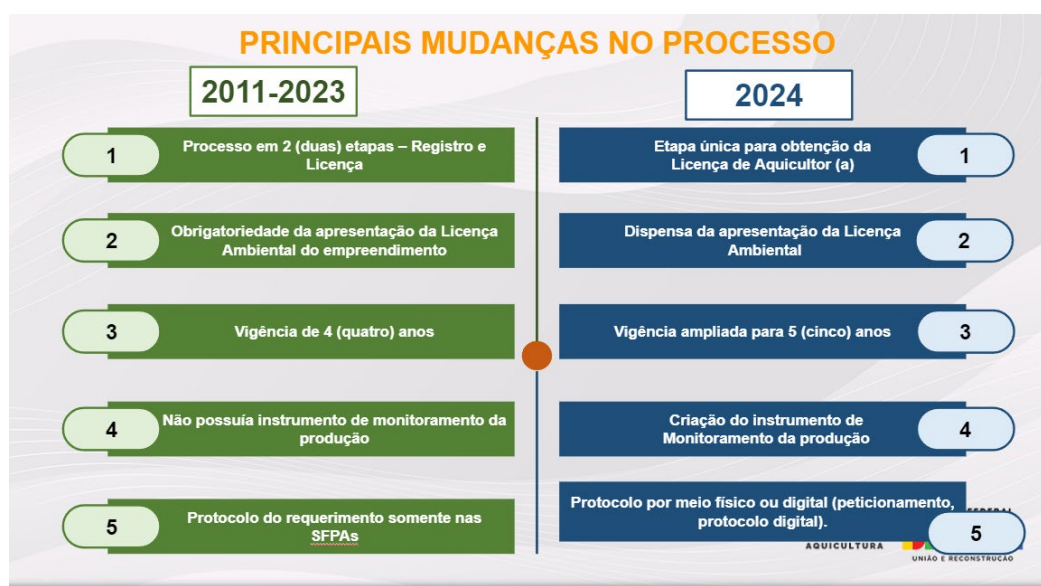 PRINCIPAIS MUDANÇAS NO PROCESSO
2011-2023
1
Processo em 2 (duas) etapas – Registro e
Licença
2
Obrigatoriedade da apresentação da Licença
Ambiental do empreendimento
3
Vigência de 4 (quatro) anos
4
Não possuía instrumento de monitoramento da
produção
5
Protocolo do requerimento somente nas
SFPAs
2024
Etapa única para obtenção da
Licença de Aquicultor (a)
1
Dispensa da apresentação da Licença
Ambiental
2
Vigência ampliada para 5 (cinco) anos
3
Criação do instrumento de
Monitoramento da produção
4
Protocolo por meio físico ou digital (peticionamento,
protocolo digital).
5
AQUICULTURA
UNIÃO E RECONSTRUÇÃO